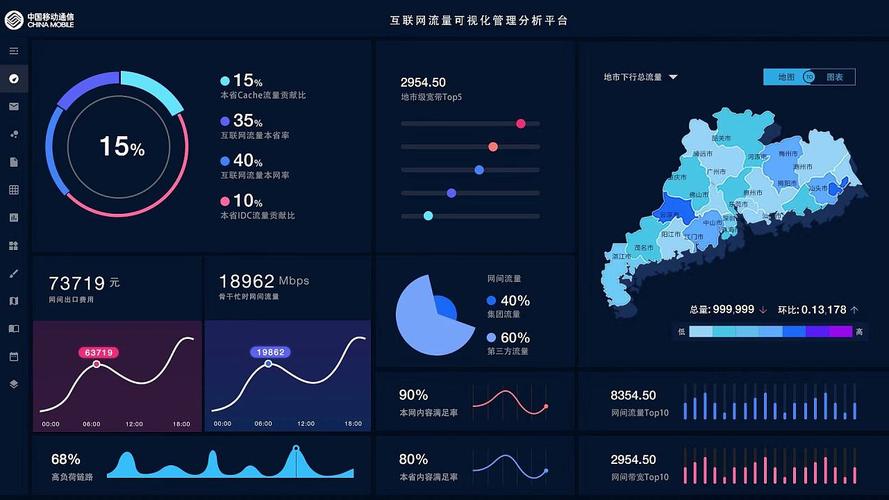 中国移动通信
CHINA MOBILE
互联网流量可视化管理分析平台
15%
15%
本省Cache流量贡献比
35%
互联网流量本省率
40%
互联网流量本网率
10%
本省IDC流量贡献比
2954.50
地市级宽带Top5
地市下行总流量
地图 TO 图表
韶关市
清远市
河源市
梅州市
潮州市
广州市
肇庆市
惠州市
揭阳市
汕头市
佛山市
东莞市
云浮市
中山市
深圳市
珠海市
江门市
阳江市
茂名市
湛江市
总量:999,999 环比:0.13,178
低 高
73719 元
网间出口费用
63719
00:00 06:00 12:00 18:00
18962 Mbps
骨干忙时网间流量
19862
00:00 06:00 12:00 18:00
网间流量
40%
集团流量
60%
第三方流量
90%
本网内容满足率
8354.50
网间流量Top10
68%
高负荷链路
80%
本省内容满足率
2954.50
网间带宽Top10